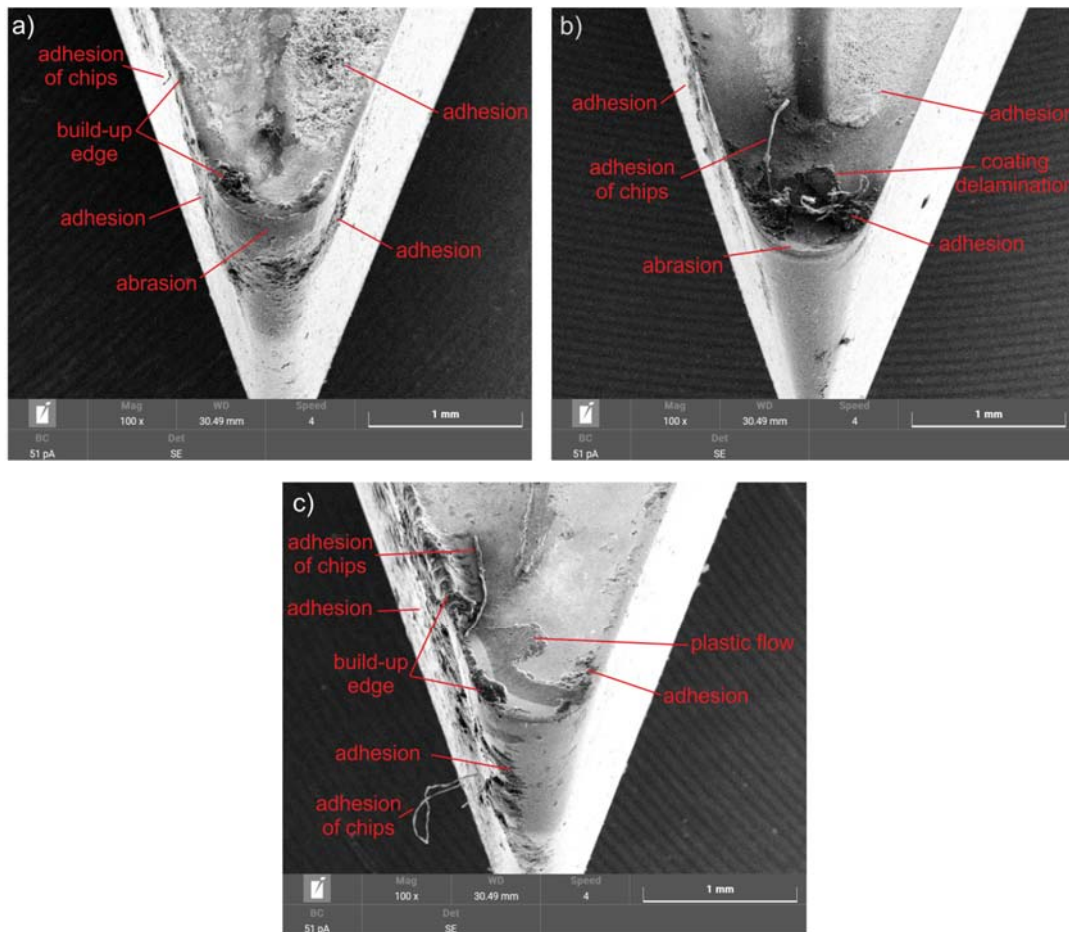 a)
adhesion
of chips
build-up
edge
adhesion
adhesion
adhesion
abrasion
Mag WD Speed
100 x 30.49 mm 4
1 mm
BC Det
51 pA SE
b)
adhesion
adhesion
adhesion
of chips
coating
delamination
abrasion
adhesion
Mag WD Speed
100 x 30.49 mm 4
1 mm
BC Det
51 pA SE
c)
adhesion
of chips
adhesion
build-up
edge
plastic flow
adhesion
adhesion
adhesion
of chips
Mag WD Speed
100 x 30.49 mm 4
1 mm
BC Det
51 pA SE